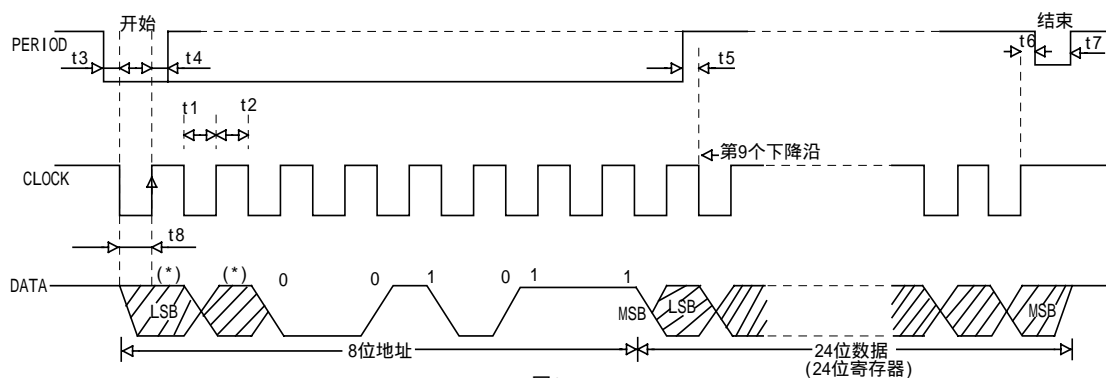 开始
结束
PERIOD
t3
t4
t5
t6
t7
t1
t2
第9个下降沿
CLOCK
t8
DATA
(*)
(*)
0
0
1
0
1
1
LSB
MSB
LSB
MSB
8位地址
24位数据
(24位寄存器)